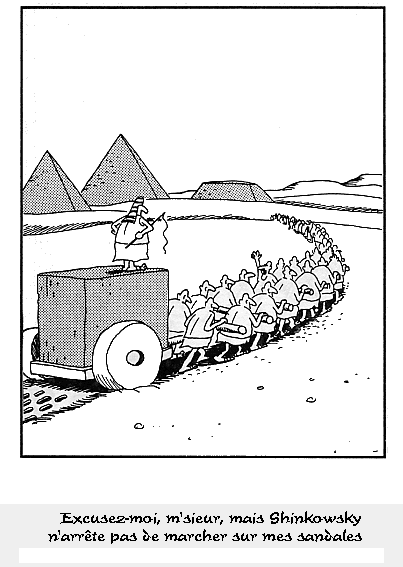 Excusez-moi, m'sieur, mais Shinkowsky
n'arrête pas de marcher sur mes sandales